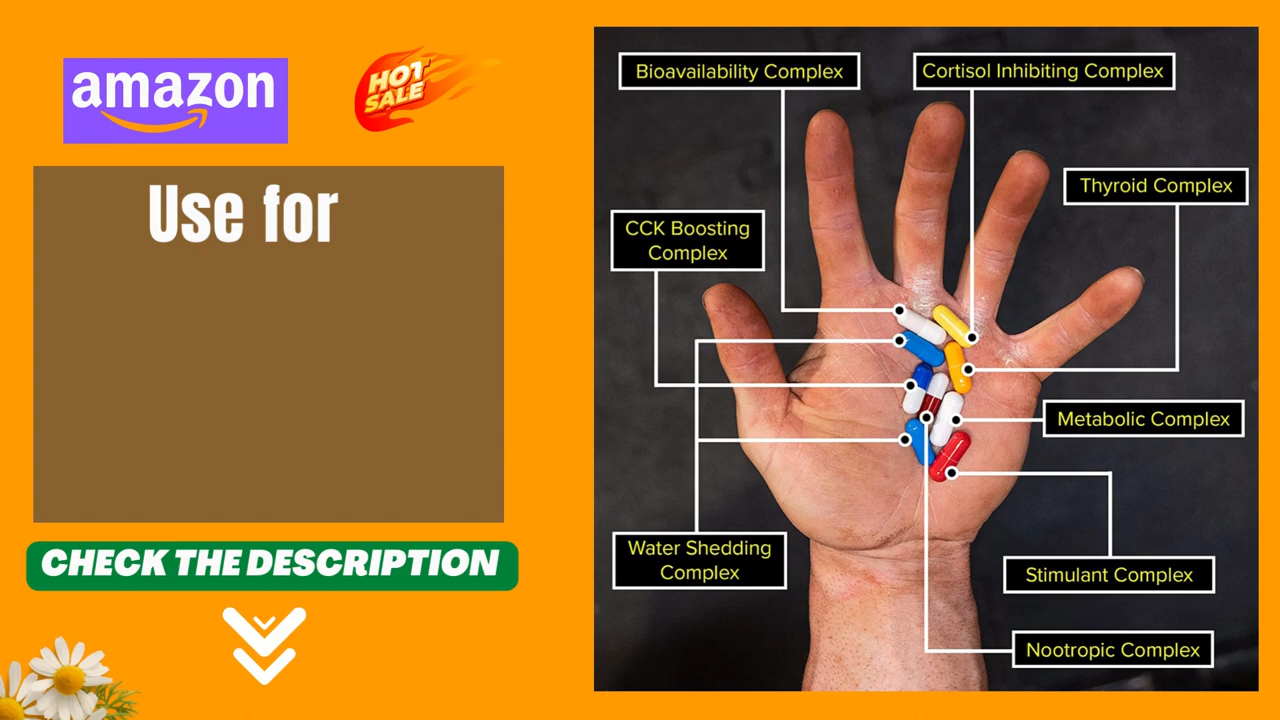 amazon
HOT
SALE
Use for
CHECK THE DESCRIPTION
Bioavailability Complex
Cortisol Inhibiting Complex
Thyroid Complex
CCK Boosting
Complex
Metabolic Complex
Water Shedding
Complex
Stimulant Complex
Nootropic Complex